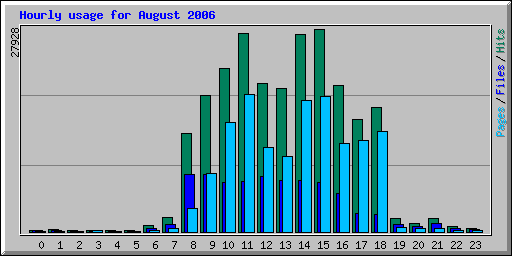 Hourly usage for August 2006
27928
Pages/Files/Hits
0 1 2 3 4 5 6 7 8 9 10 11 12 13 14 15 16 17 18 19 20 21 22 23